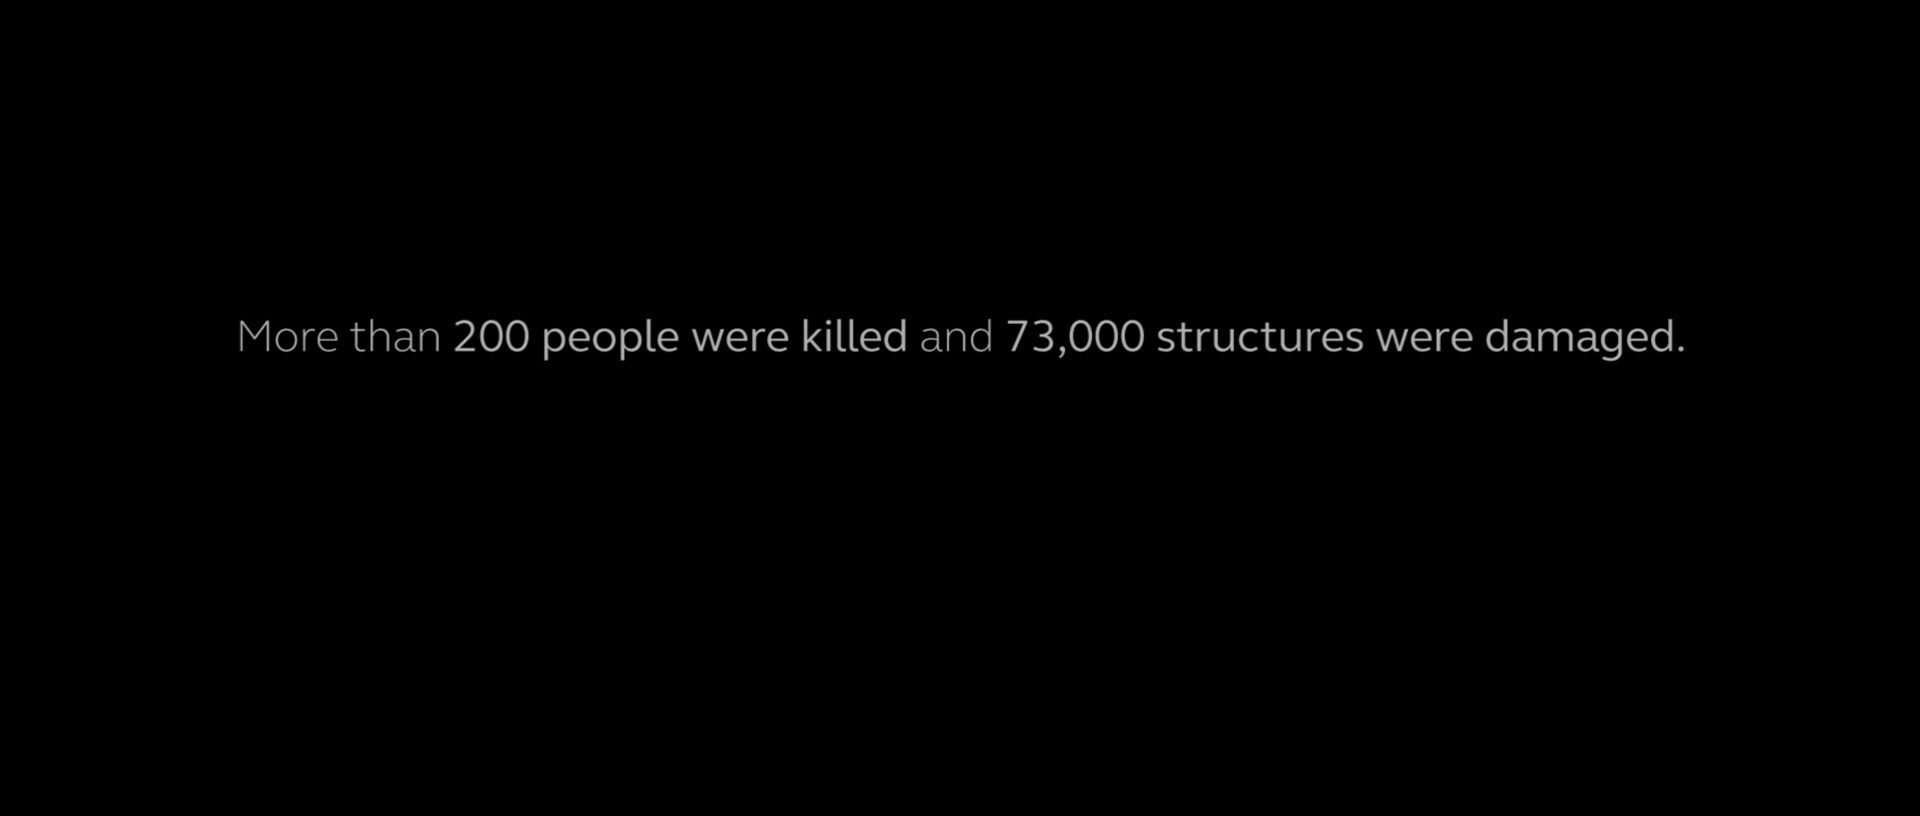 More than 200 people were killed and 73,000 structures were damaged.